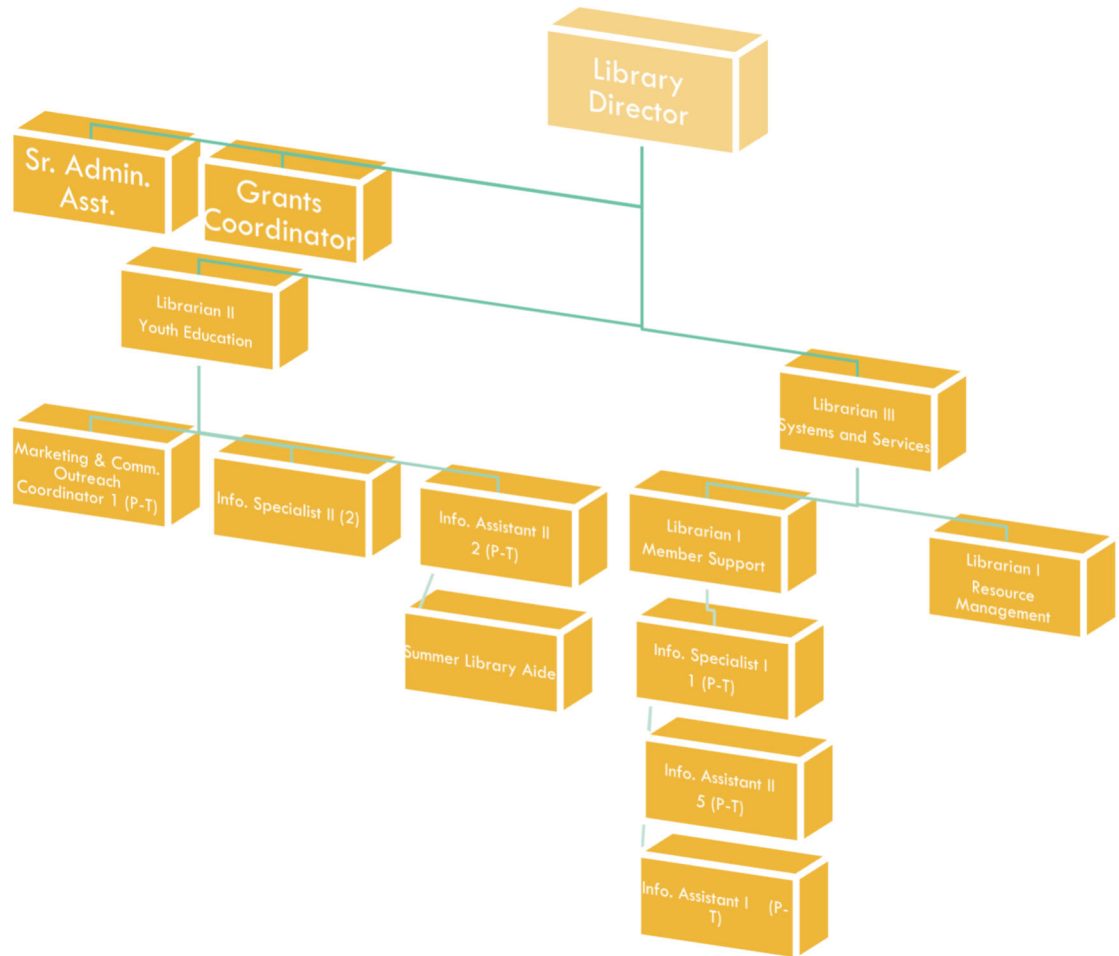 Library
Director
Sr. Admin.
Asst.
Grants
Coordinator
Librarian II
Youth Education
Librarian III
Systems and Services
Marketing & Comm.
Outreach
Coordinator 1 (P-T)
Info. Specialist II (2)
Info. Assistant II
2 (P-T)
Librarian I
Member Support
Librarian I
Resource
Management
Summer Library Aide
Info. Specialist I
1 (P-T)
Info. Assistant II
5 (P-T)
Info. Assistant I (P-
T)